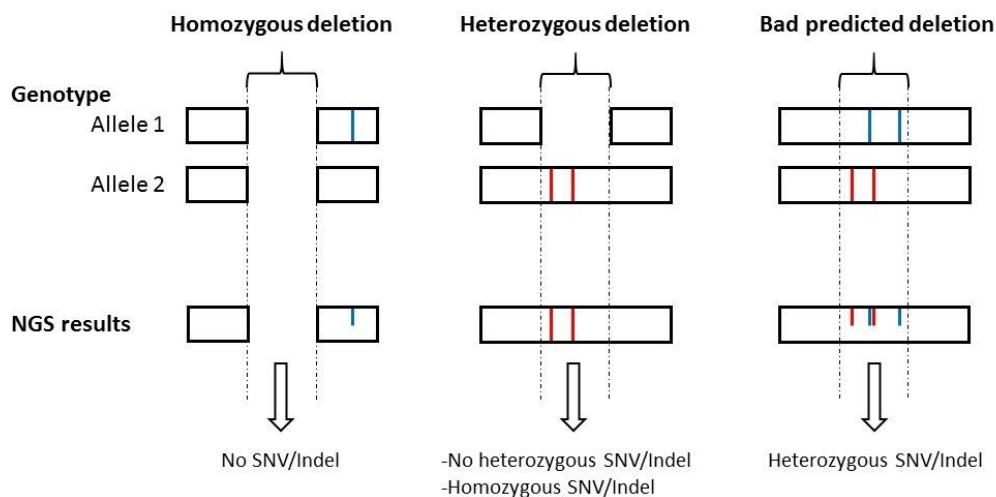 Homozygous deletion
Heterozygous deletion
Bad predicted deletion
Genotype
Allele 1
Allele 2
NGS results
No SNV/Indel
-No heterozygous SNV/Indel
-Homozygous SNV/Indel
Heterozygous SNV/Indel